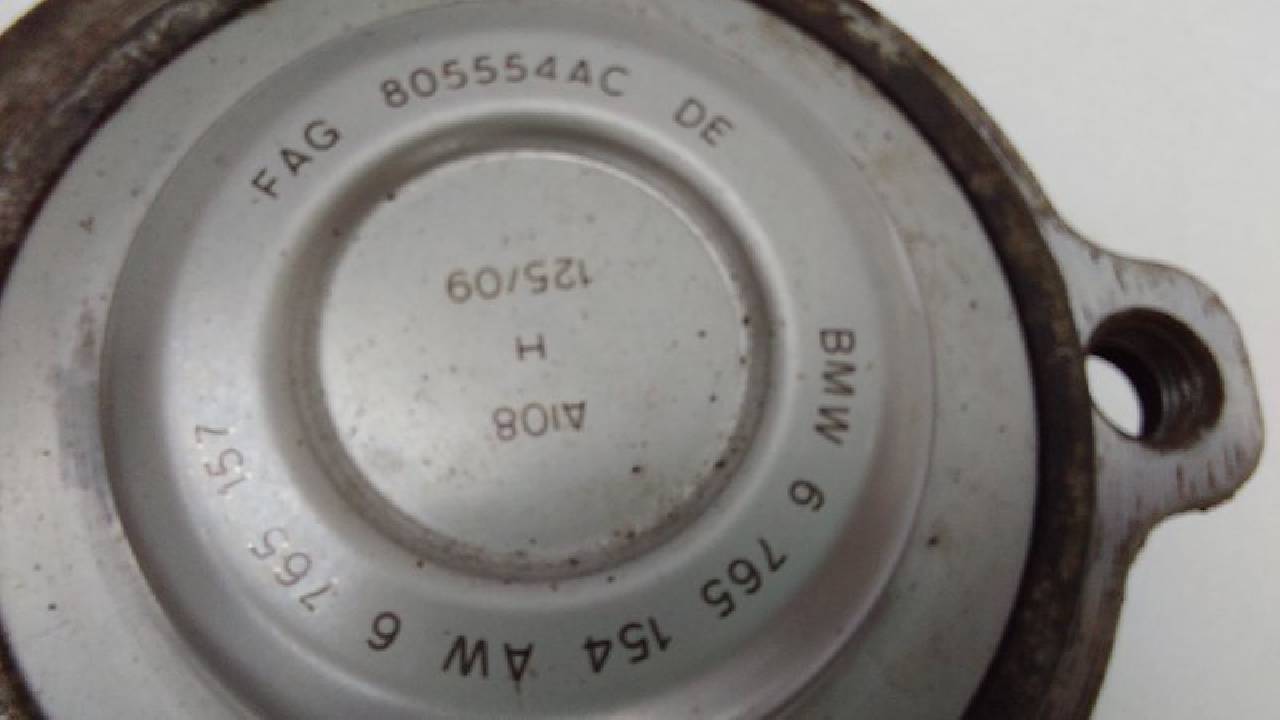 FAG 805554AC DE
BMW 6 765 154 AW 6 765 157
125/09
H
A108